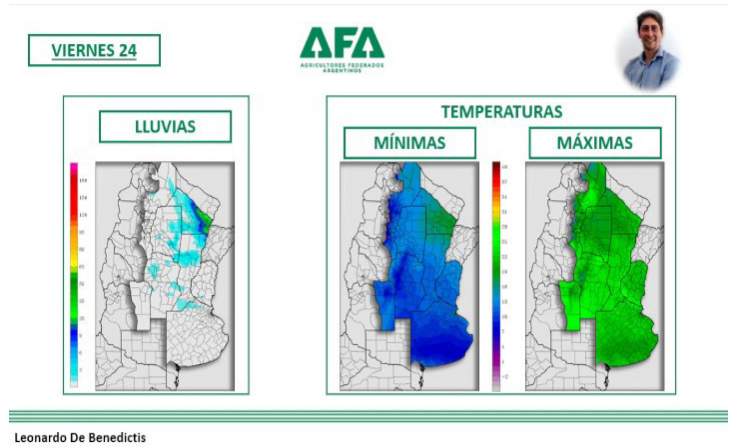 VIERNES 24
AFA
AGRICULTORES FEDERADOS
ARGENTINOS
LLUVIAS
TEMPERATURAS
MÍNIMAS
MÁXIMAS
Leonardo De Benedictis